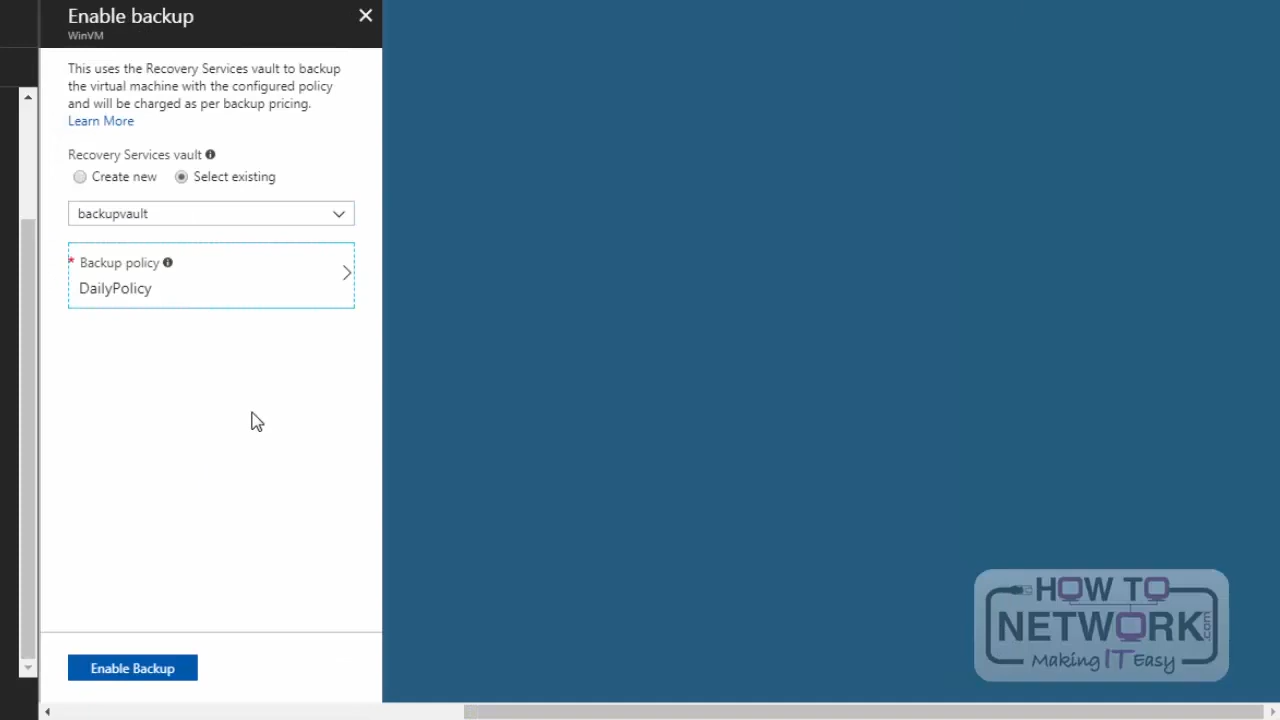 Enable backup
WinVM
This uses the Recovery Services vault to backup
the virtual machine with the configured policy
and will be charged as per backup pricing.
Learn More
Recovery Services vault
Create new
Select existing
backupvault
* Backup policy
DailyPolicy
Enable Backup
HOW TO
NETWORK.com
Making IT Easy